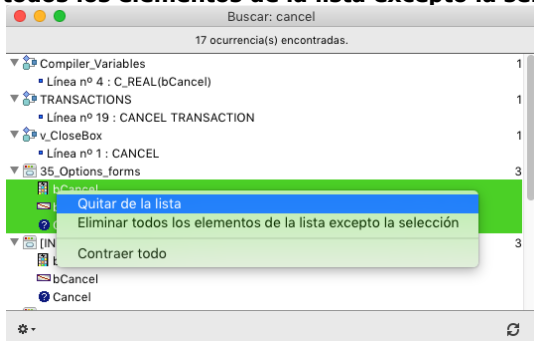 todos los elementos de la lista excepto la
Buscar: cancel
17 ocurrencia(s) encontradas.
Compiler_Variables 1
Línea nº 4 : C_REAL(bCancel)
TRANSACTIONS 1
Línea nº 19 : CANCEL TRANSACTION
v_CloseBox 1
Línea nº 1 : CANCEL
35_Options_forms 3
bCancel
Quitar de la lista
Eliminar todos los elementos de la lista excepto la selección
Contraer todo
[IN 3
bCancel
Cancel